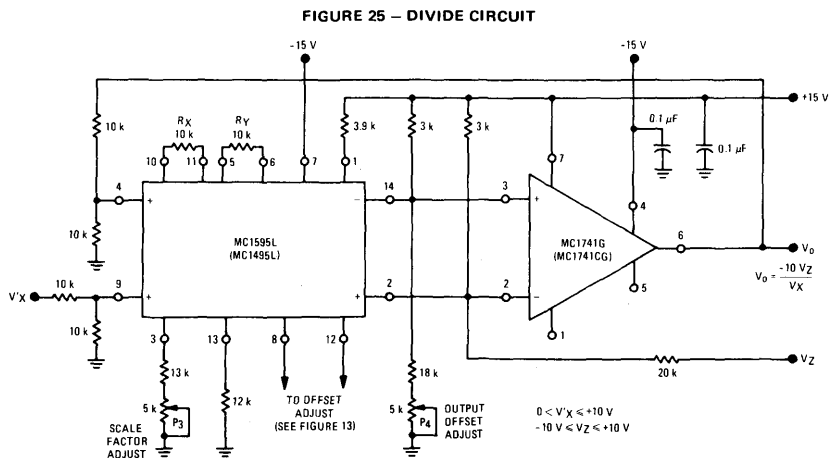 FIGURE 25 – DIVIDE CIRCUIT
-15 V
-15 V
+15 V
10 k
RX
10 k
RY
10 k
3.9 k
3 k
3 k
0.1 µF
0.1 µF
10
11
5
6
7
1
7
4
4
+
−
14
3
+
6
10 k
MC1595L
(MC1495L)
MC1741G
(MC1741CG)
VO
VO = -10 VZ / VX
V'X
10 k
9
+
+
2
2
−
5
10 k
1
3
13
8
12
VZ
20 k
13 k
18 k
5 k
P3
12 k
TO OFFSET
ADJUST
(SEE FIGURE 13)
5 k
P4
OUTPUT
OFFSET
ADJUST
0 < V'X ⩽ +10 V
-10 V ⩽ VZ ⩽ +10 V
SCALE
FACTOR
ADJUST